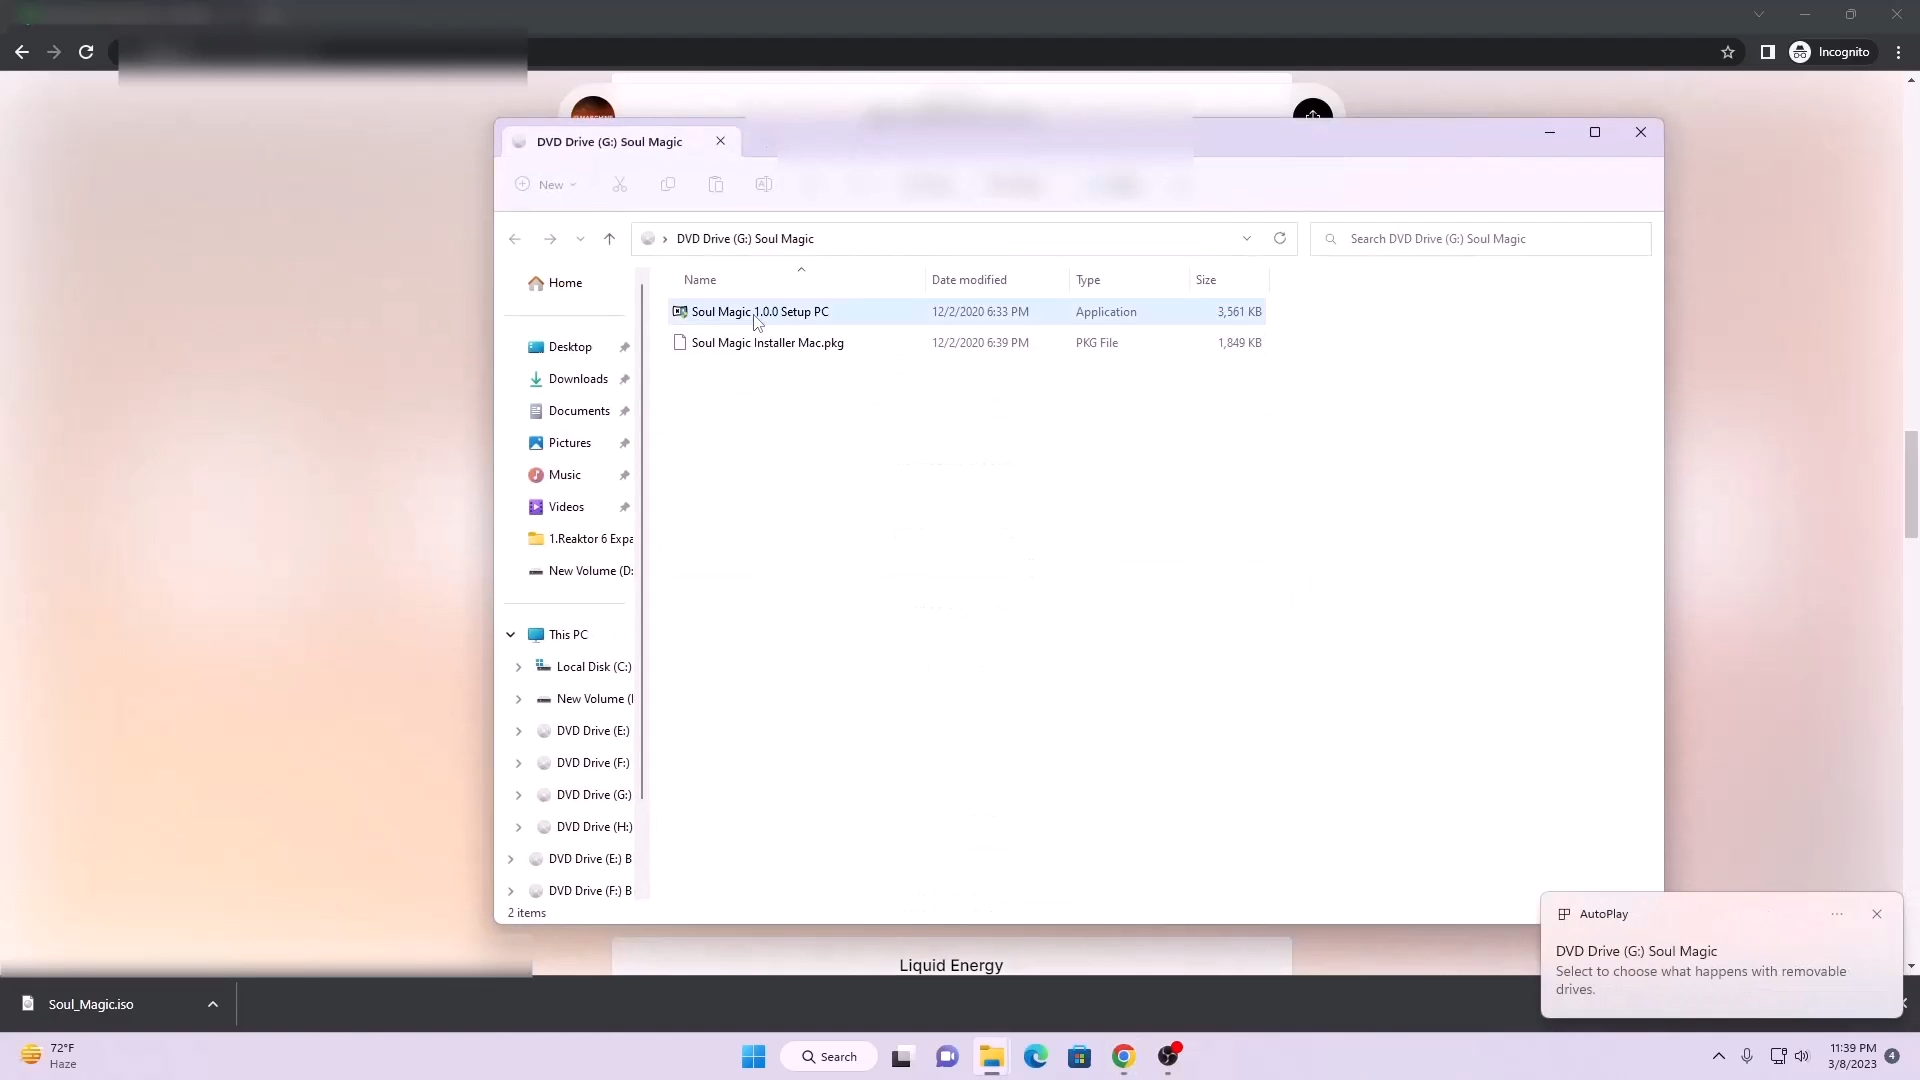 Incognito
DVD Drive (G:) Soul Magic
New
DVD Drive (G:) Soul Magic
Search DVD Drive (G:) Soul Magic
Name Date modified Type Size
Soul Magic 1.0.0 Setup PC 12/2/2020 6:33 PM Application 3,561 KB
Soul Magic Installer Mac.pkg 12/2/2020 6:39 PM PKG File 1,849 KB
Home
Desktop
Downloads
Documents
Pictures
Music
Videos
1.Reaktor 6 Expa
New Volume (D:
This PC
Local Disk (C:)
New Volume (
DVD Drive (E:)
DVD Drive (F:)
DVD Drive (G:)
DVD Drive (H:)
DVD Drive (E:) B
DVD Drive (F:) B
2 items
AutoPlay
DVD Drive (G:) Soul Magic
Select to choose what happens with removable
drives.
Liquid Energy
Soul_Magic.iso
72°F
Haze
Search
11:39 PM
3/8/2023
4